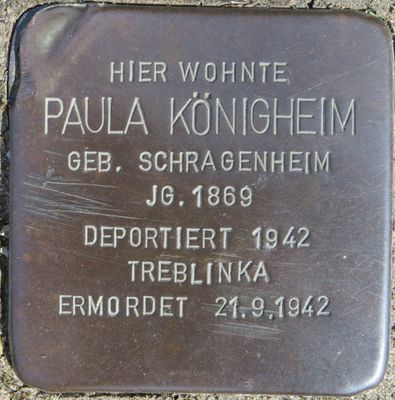 HIER WOHNTE
PAULA KÖNIGHEIM
GEB. SCHRAGENHEIM
JG. 1869
DEPORTIERT 1942
TREBLINKA
ERMORDET 21.9.1942